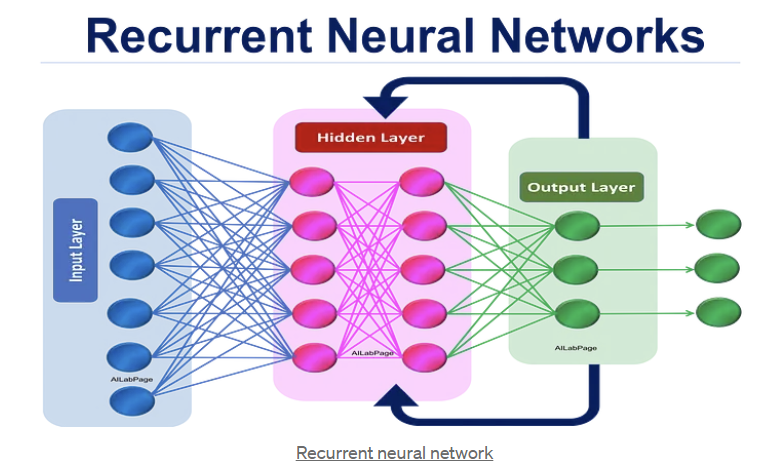 Recurrent Neural Networks
Hidden Layer
Output Layer
Input Layer
AILabPage
AILabPage
AILabPage
Recurrent neural network